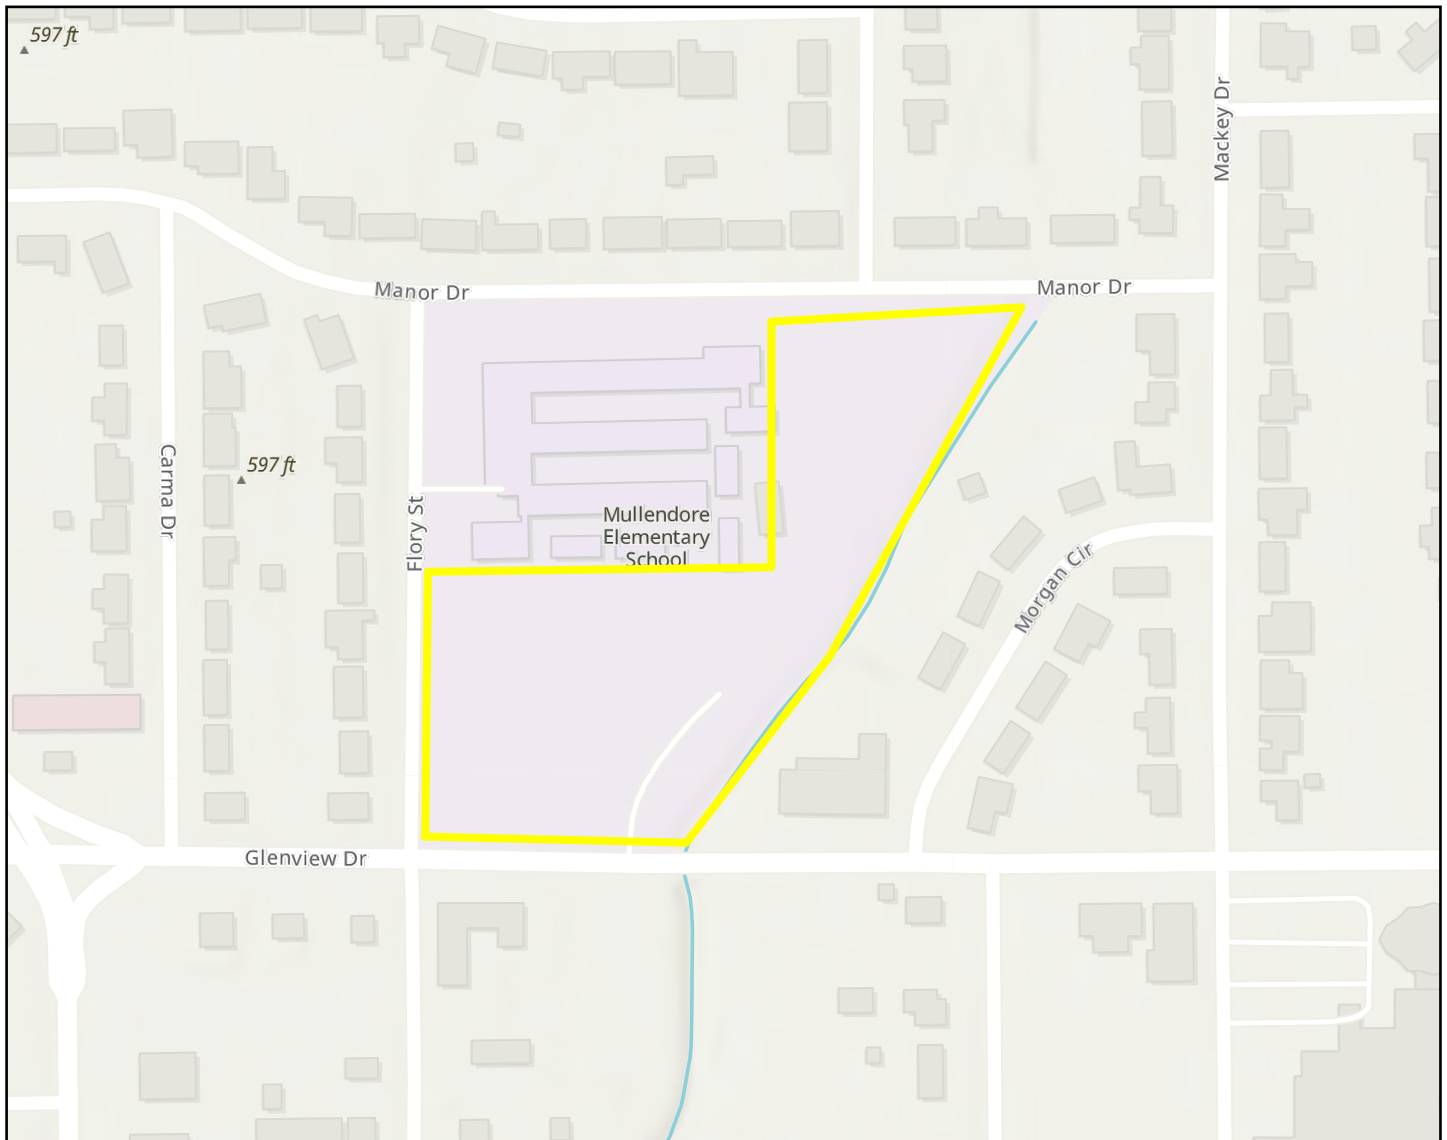 597 ft
Mackey Dr
Manor Dr
Manor Dr
Carma Dr
597 ft
Flory St
Mullendore
Elementary
School
Morgan Cir
Glenview Dr